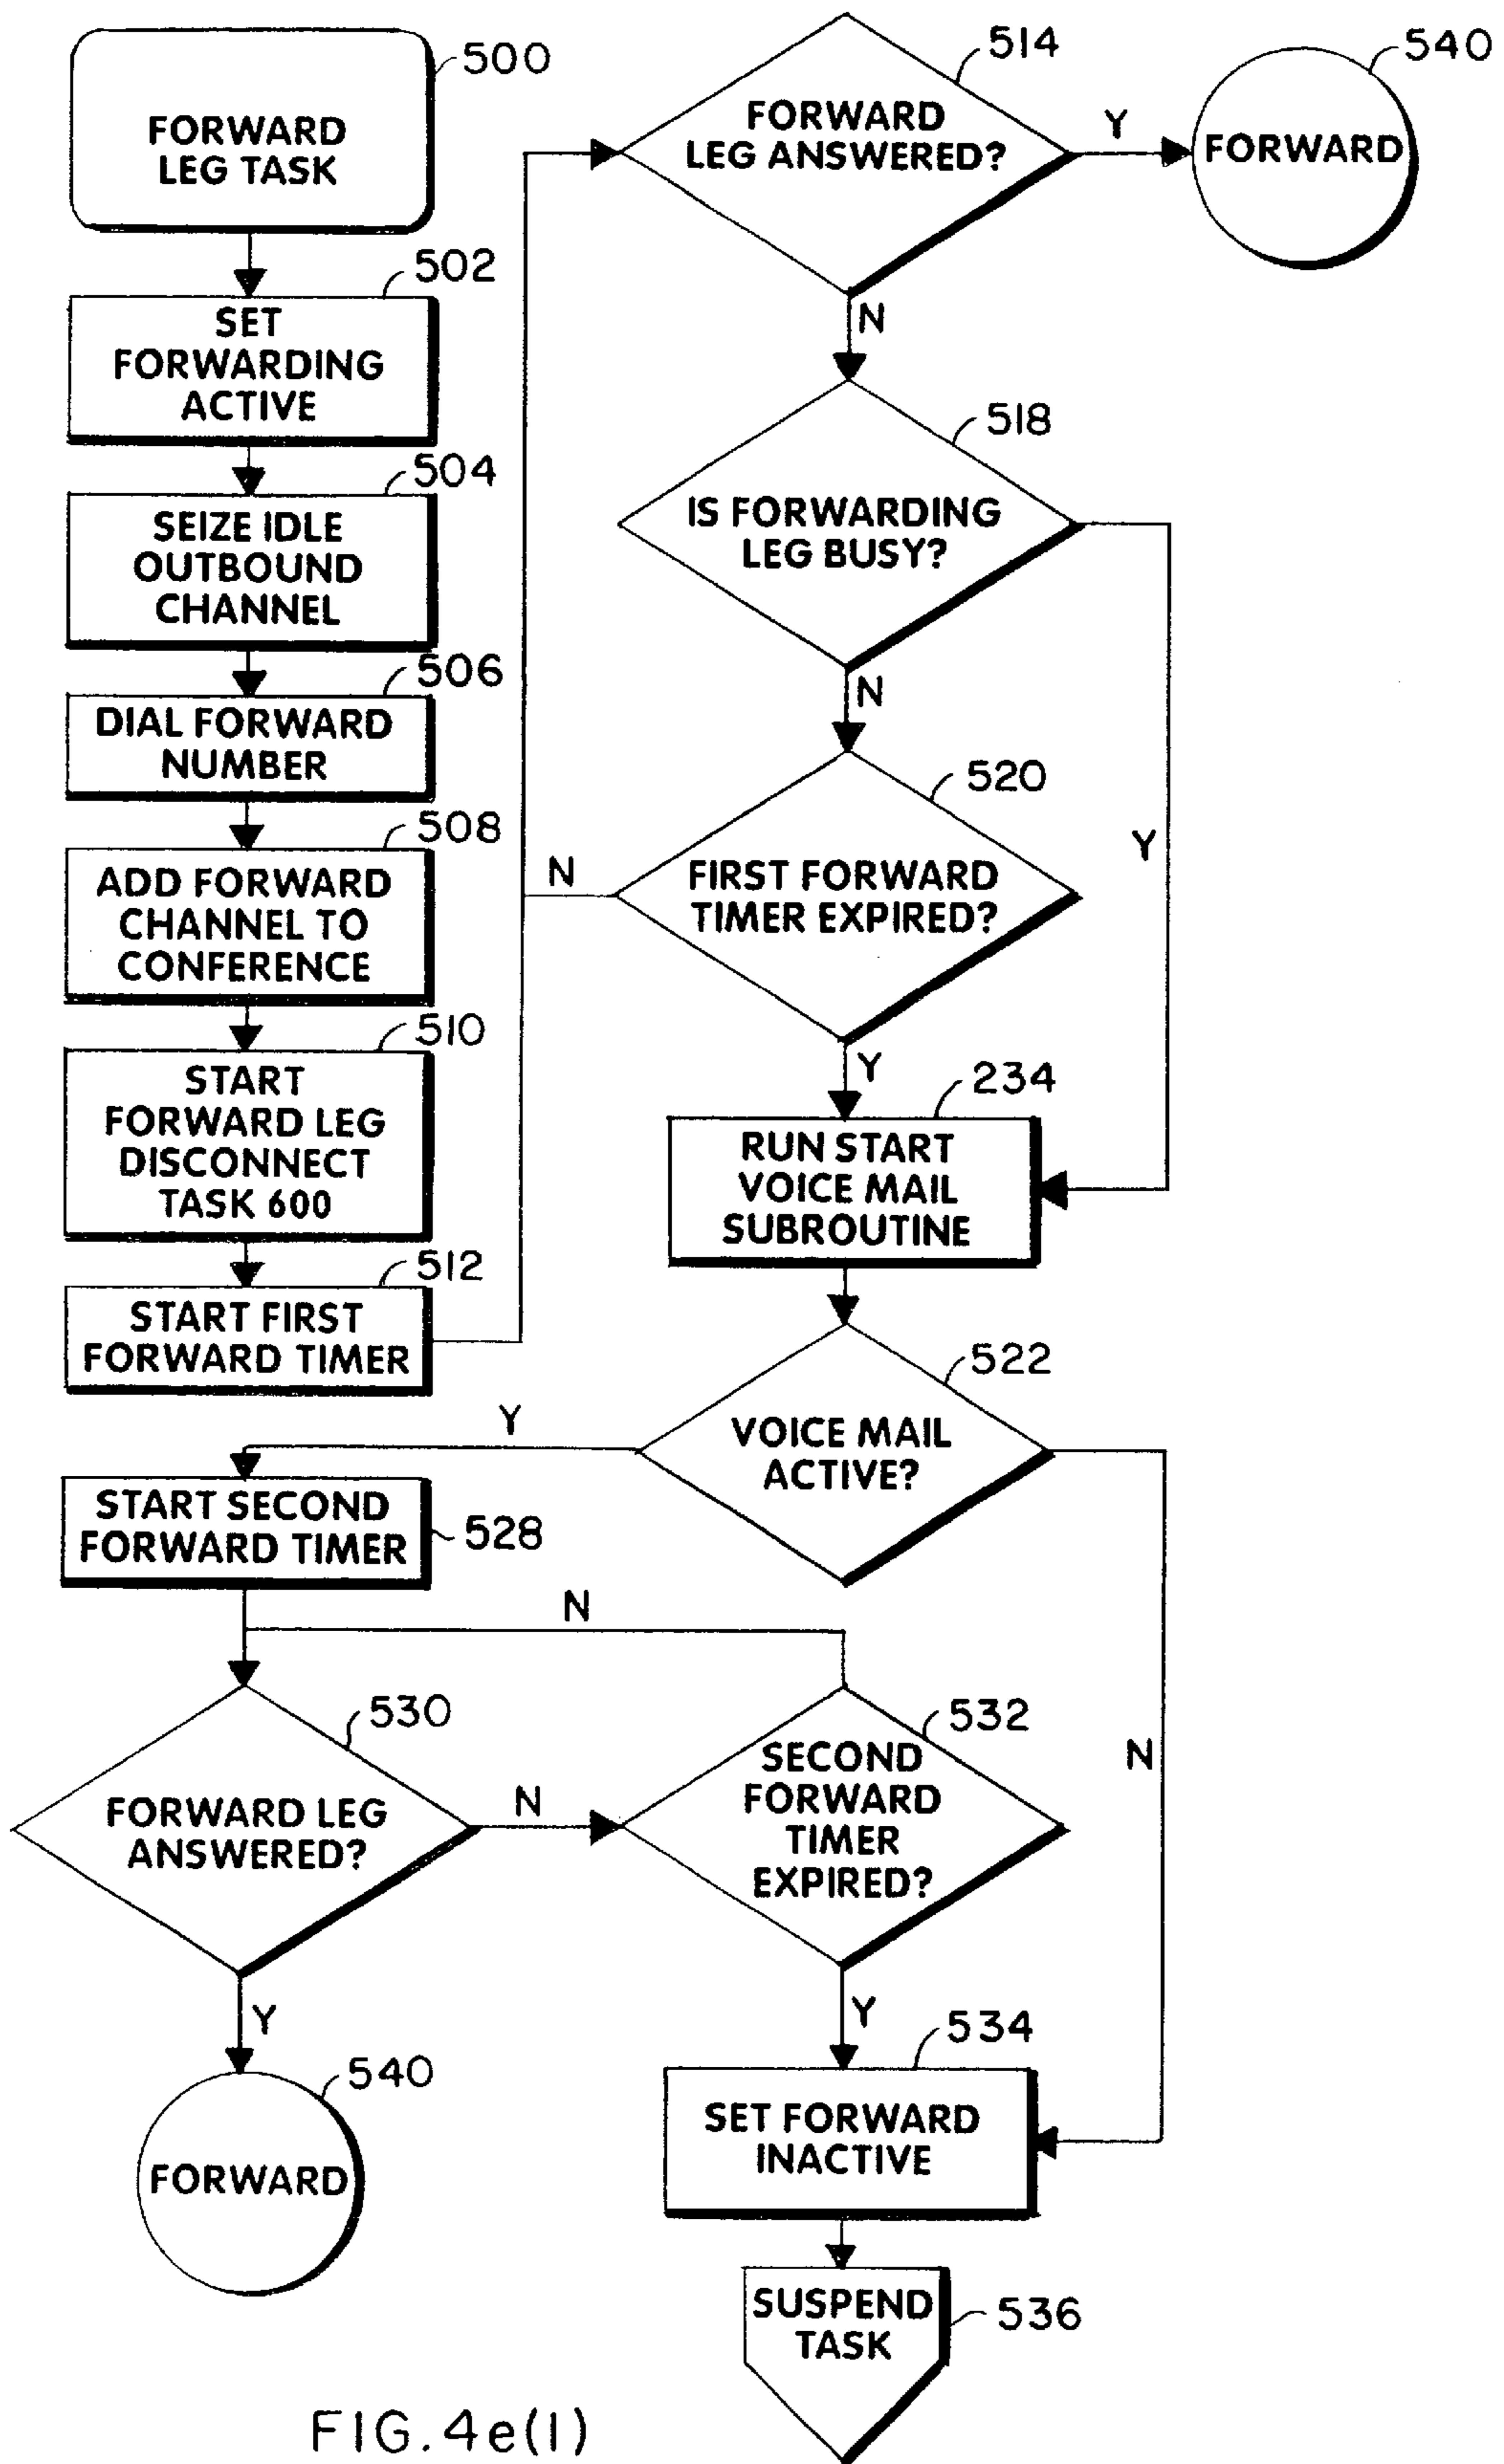 500
FORWARD
LEG TASK
502
SET
FORWARDING
ACTIVE
504
SEIZE IDLE
OUTBOUND
CHANNEL
506
DIAL FORWARD
NUMBER
508
ADD FORWARD
CHANNEL TO
CONFERENCE
510
START
FORWARD LEG
DISCONNECT
TASK 600
512
START FIRST
FORWARD TIMER
514
FORWARD
LEG ANSWERED?
Y
540
FORWARD
N
518
IS FORWARDING
LEG BUSY?
Y
N
520
FIRST FORWARD
TIMER EXPIRED?
N
Y
234
RUN START
VOICE MAIL
SUBROUTINE
522
VOICE MAIL
ACTIVE?
Y
N
START SECOND
FORWARD TIMER
528
N
530
FORWARD LEG
ANSWERED?
N
532
SECOND
FORWARD
TIMER
EXPIRED?
Y
540
FORWARD
Y
534
SET FORWARD
INACTIVE
SUSPEND
TASK
536
FIG.4e(1)